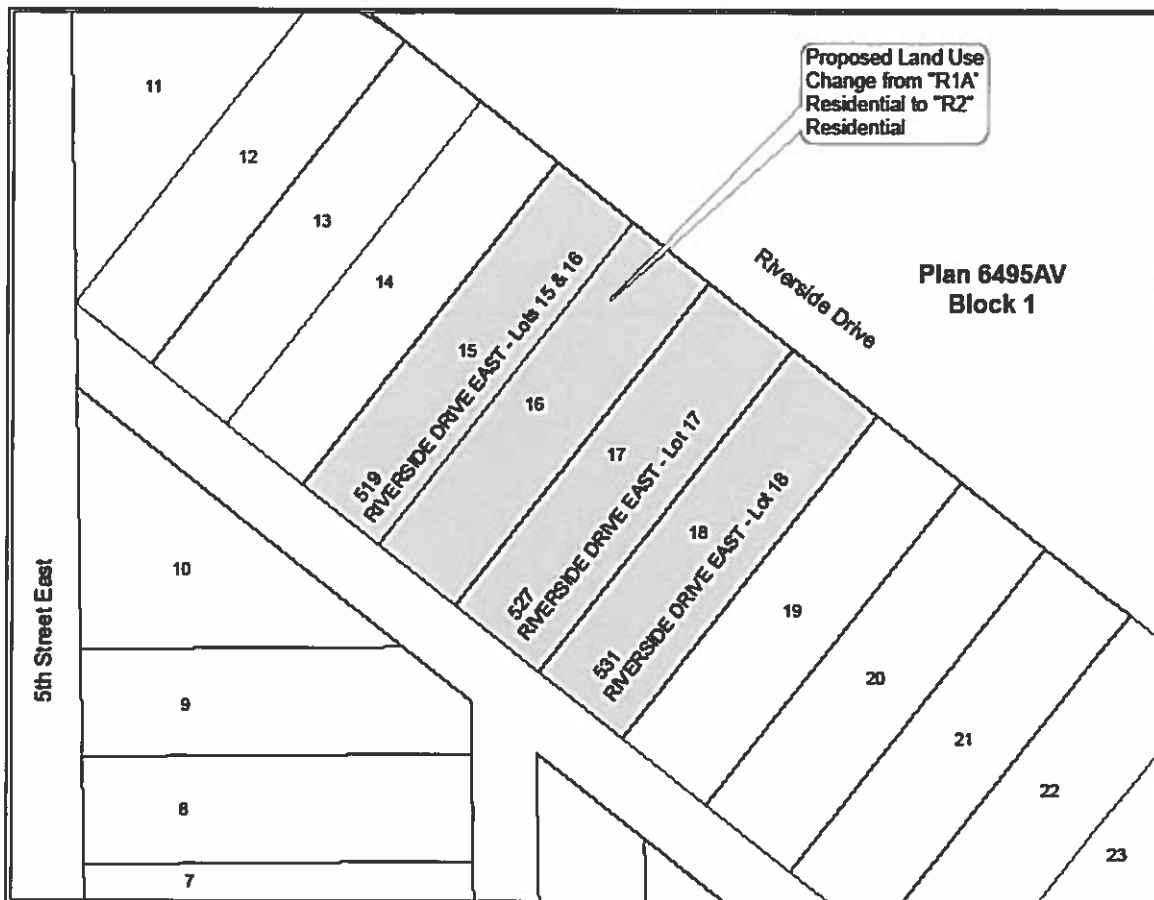 Proposed Land Use
Change from "R1A'
Residential to "R2"
Residential
Riverside Drive
Plan 6495AV
Block 1
11
12
13
14
15
519
RIVERSIDE DRIVE EAST - Lots 15 & 16
16
17
527
RIVERSIDE DRIVE EAST - Lot 17
18
531
RIVERSIDE DRIVE EAST - Lot 18
19
20
21
22
23
5th Street East
10
9
8
7